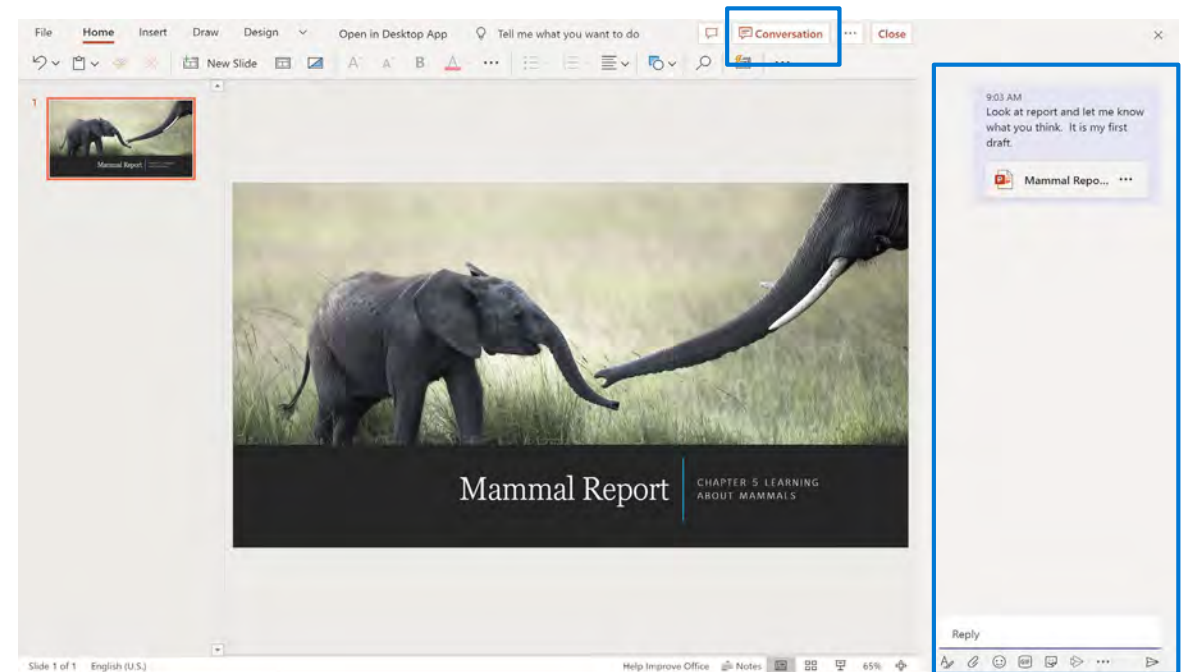 File Home Insert Draw Design Open in Desktop App Tell me what you want to do Conversation ... Close
New Slide A A B A ... ...
1
Mammal Report
Mammal Report
CHAPTER 5 LEARNING
ABOUT MAMMALS
9:03 AM
Look at report and let me know
what you think. It is my first
draft.
Mammal Repo... ...
Reply
GIF ...
Slide 1 of 1 English (U.S.) Help Improve Office Notes 65%